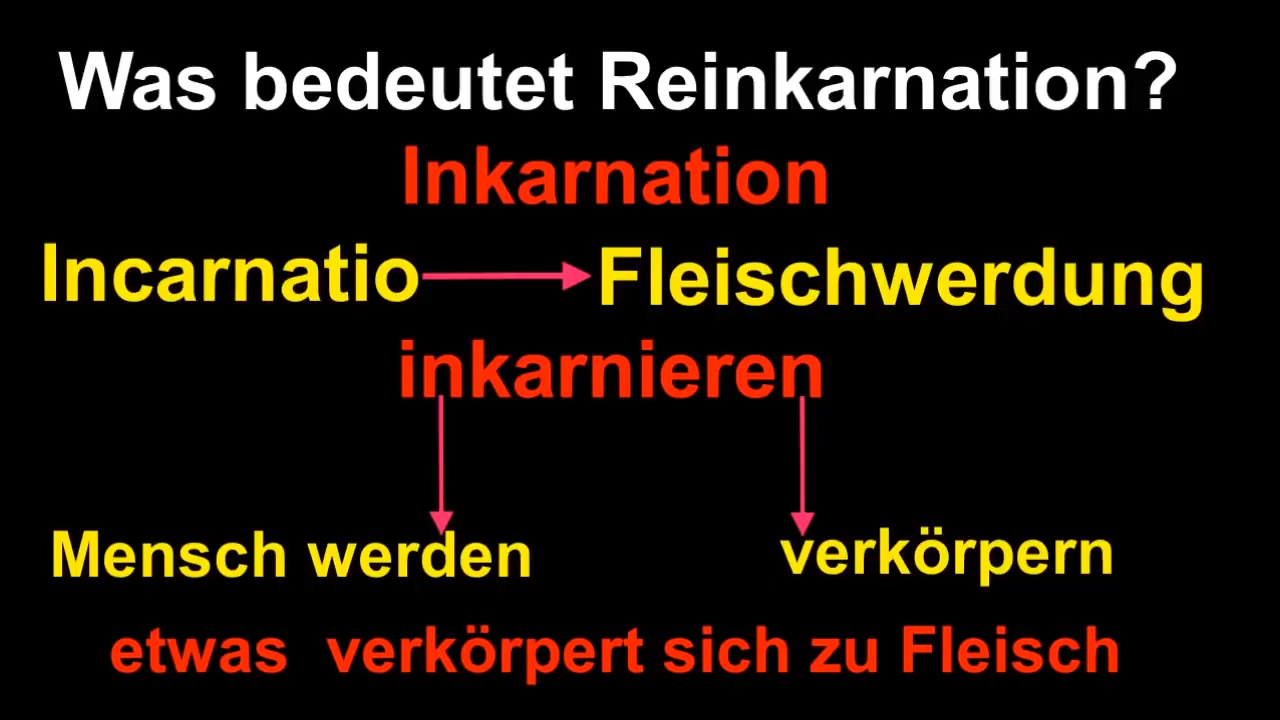 Was bedeutet Reinkarnation?
Inkarnation
Incarnatio Fleischwerdung
inkarnieren
Mensch werden verkörpern
etwas verkörpert sich zu Fleisch